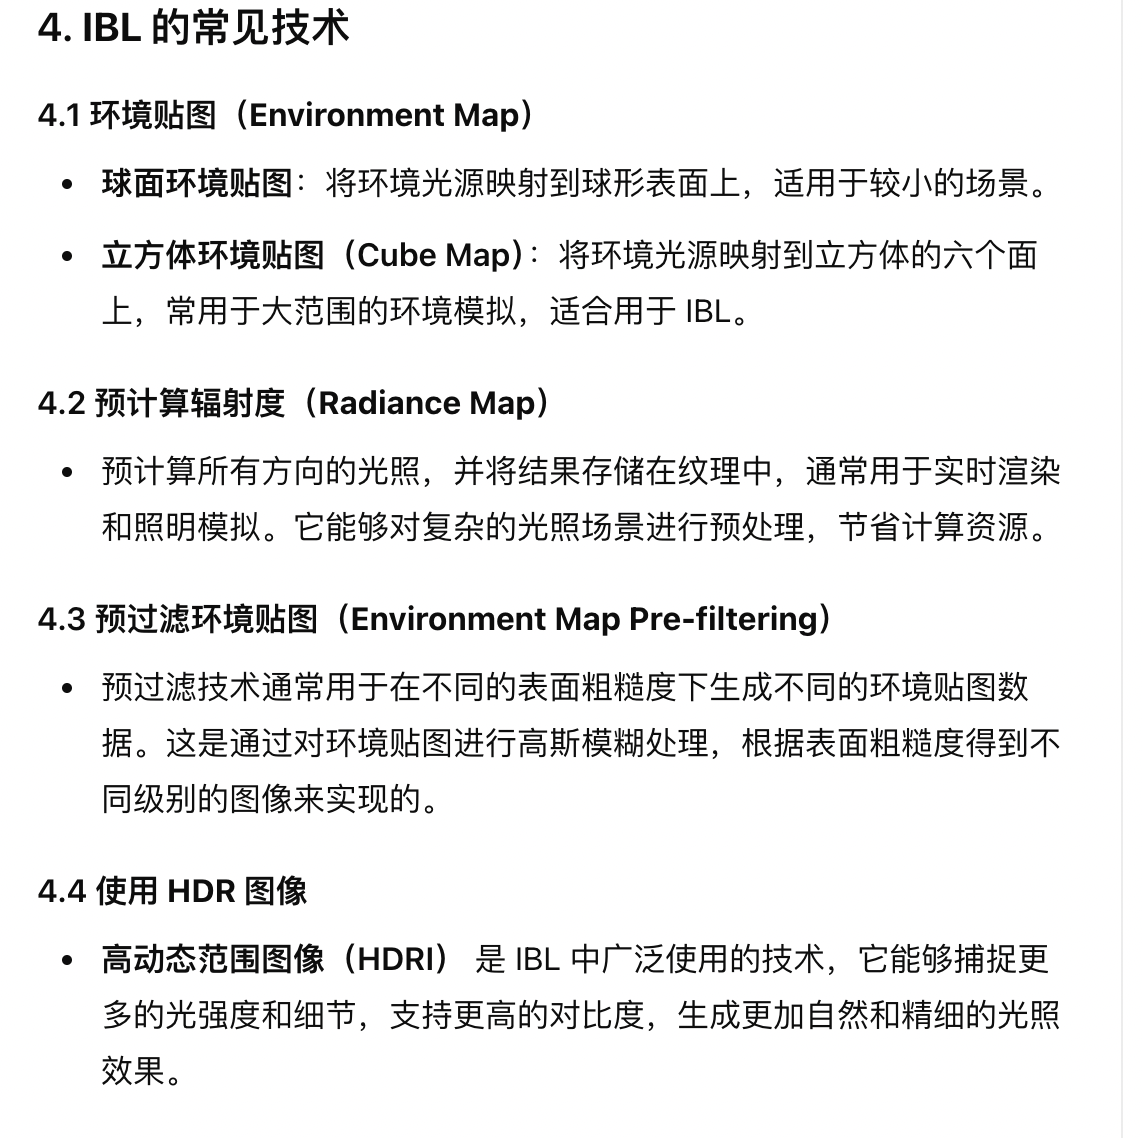 4. IBL 的常见技术
4.1 环境贴图（Environment Map）
• 球面环境贴图：将环境光源映射到球形表面上，适用于较小的场景。
• 立方体环境贴图（Cube Map）：将环境光源映射到立方体的六个面
上，常用于大范围的环境模拟，适合用于 IBL。
4.2 预计算辐射度（Radiance Map）
• 预计算所有方向的光照，并将结果存储在纹理中，通常用于实时渲染
和照明模拟。它能够对复杂的光照场景进行预处理，节省计算资源。
4.3 预过滤环境贴图（Environment Map Pre-filtering）
• 预过滤技术通常用于在不同的表面粗糙度下生成不同的环境贴图数
据。这是通过对环境贴图进行高斯模糊处理，根据表面粗糙度得到不
同级别的图像来实现的。
4.4 使用 HDR 图像
• 高动态范围图像（HDRI） 是 IBL 中广泛使用的技术，它能够捕捉更
多的光强度和细节，支持更高的对比度，生成更加自然和精细的光照
效果。